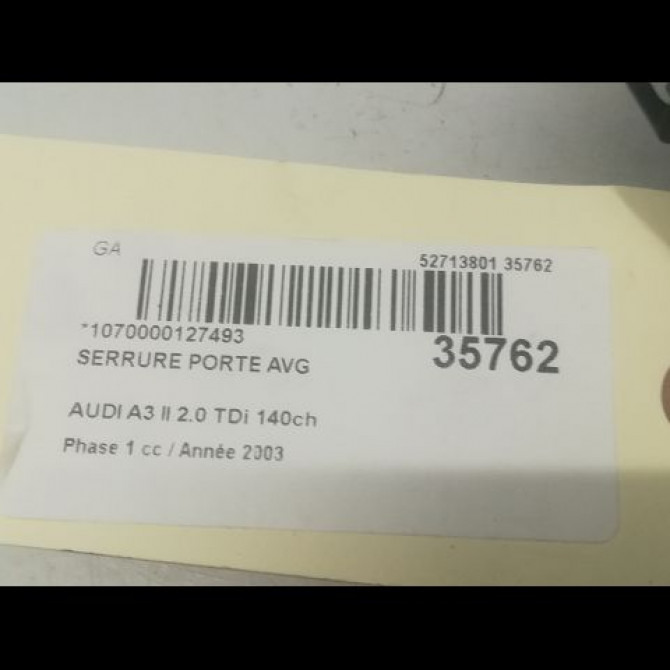 GA
52713801 35762
*1070000127493
35762
SERRURE PORTE AVG
AUDI A3 II 2.0 TDi 140ch
Phase 1 cc / Année 2003